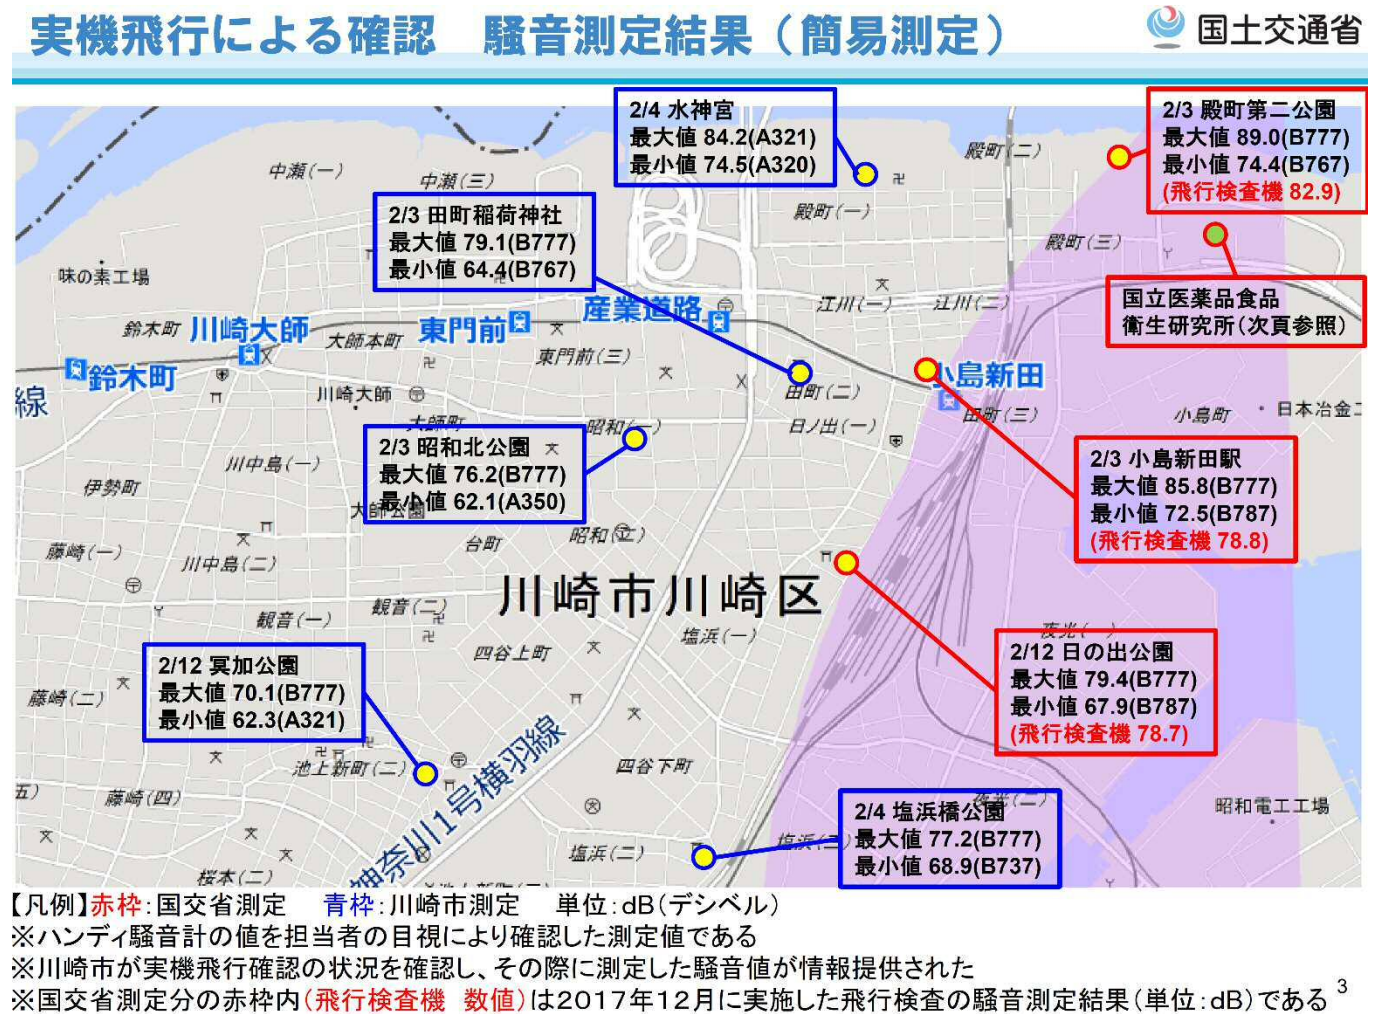 実機飛行による確認　騒音測定結果（簡易測定）
国土交通省
2/4 水神宮
最大値 84.2(A321)
最小値 74.5(A320)
2/3 殿町第二公園
最大値 89.0(B777)
最小値 74.4(B767)
(飛行検査機 82.9)
2/3 田町稲荷神社
最大値 79.1(B777)
最小値 64.4(B767)
国立医薬品食品
衛生研究所(次頁参照)
2/3 昭和北公園
最大値 76.2(B777)
最小値 62.1(A350)
2/3 小島新田駅
最大値 85.8(B777)
最小値 72.5(B787)
(飛行検査機 78.8)
2/12 冥加公園
最大値 70.1(B777)
最小値 62.3(A321)
2/12 日の出公園
最大値 79.4(B777)
最小値 67.9(B787)
(飛行検査機 78.7)
2/4 塩浜橋公園
最大値 77.2(B777)
最小値 68.9(B737)
中瀬(一)
中瀬(三)
殿町(二)
殿町(一)
殿町(三)
味の素工場
鈴木町
川崎大師
大師本町
東門前
産業道路
江川(一)
江川(二)
東門前(三)
鈴木町
線
川崎大師
大師町
昭和(一)
田町(二)
小島新田
田町(三)
小島町
日本冶金工
日ノ出(一)
川中島(一)
伊勢町
大師公園
台町
昭和(二)
藤崎(一)
川中島(二)
川崎市川崎区
観音(一)
観音(二)
塩浜(一)
夜光(一)
四谷上町
藤崎(二)
池上新町(二)
四谷下町
神奈川1号横羽線
五)
藤崎(四)
夜光(二)
昭和電工工場
塩浜(二)
桜本(二)
【凡例】赤枠：国交省測定　青枠：川崎市測定　単位：dB(デシベル)
※ハンディ騒音計の値を担当者の目視により確認した測定値である
※川崎市が実機飛行確認の状況を確認し、その際に測定した騒音値が情報提供された
※国交省測定分の赤枠内(飛行検査機　数値)は2017年12月に実施した飛行検査の騒音測定結果(単位：dB)である
3